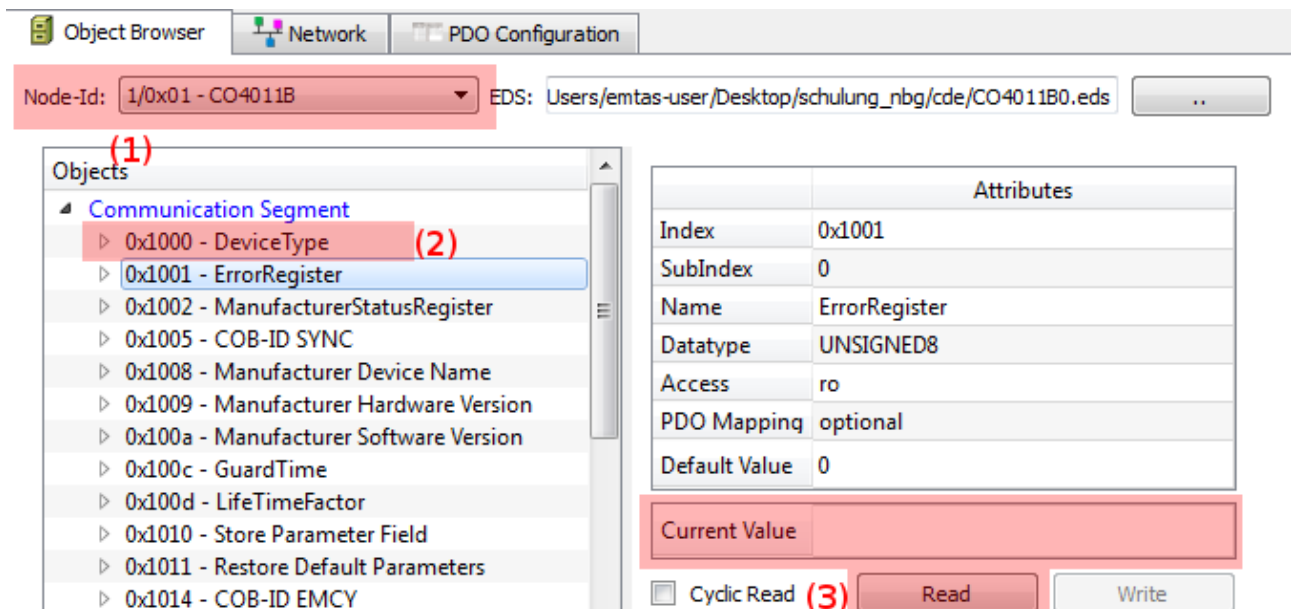 Object Browser Network PDO Configuration
Node-Id: 1/0x01 - CO4011B EDS: Users/emtas-user/Desktop/schulung_nbg/cde/CO4011B0.eds ..
(1)
Objects
Communication Segment
0x1000 - DeviceType (2)
0x1001 - ErrorRegister
0x1002 - ManufacturerStatusRegister
0x1005 - COB-ID SYNC
0x1008 - Manufacturer Device Name
0x1009 - Manufacturer Hardware Version
0x100a - Manufacturer Software Version
0x100c - GuardTime
0x100d - LifeTimeFactor
0x1010 - Store Parameter Field
0x1011 - Restore Default Parameters
0x1014 - COB-ID EMCY
Attributes
Index 0x1001
SubIndex 0
Name ErrorRegister
Datatype UNSIGNED8
Access ro
PDO Mapping optional
Default Value 0
Current Value
Cyclic Read (3) Read Write